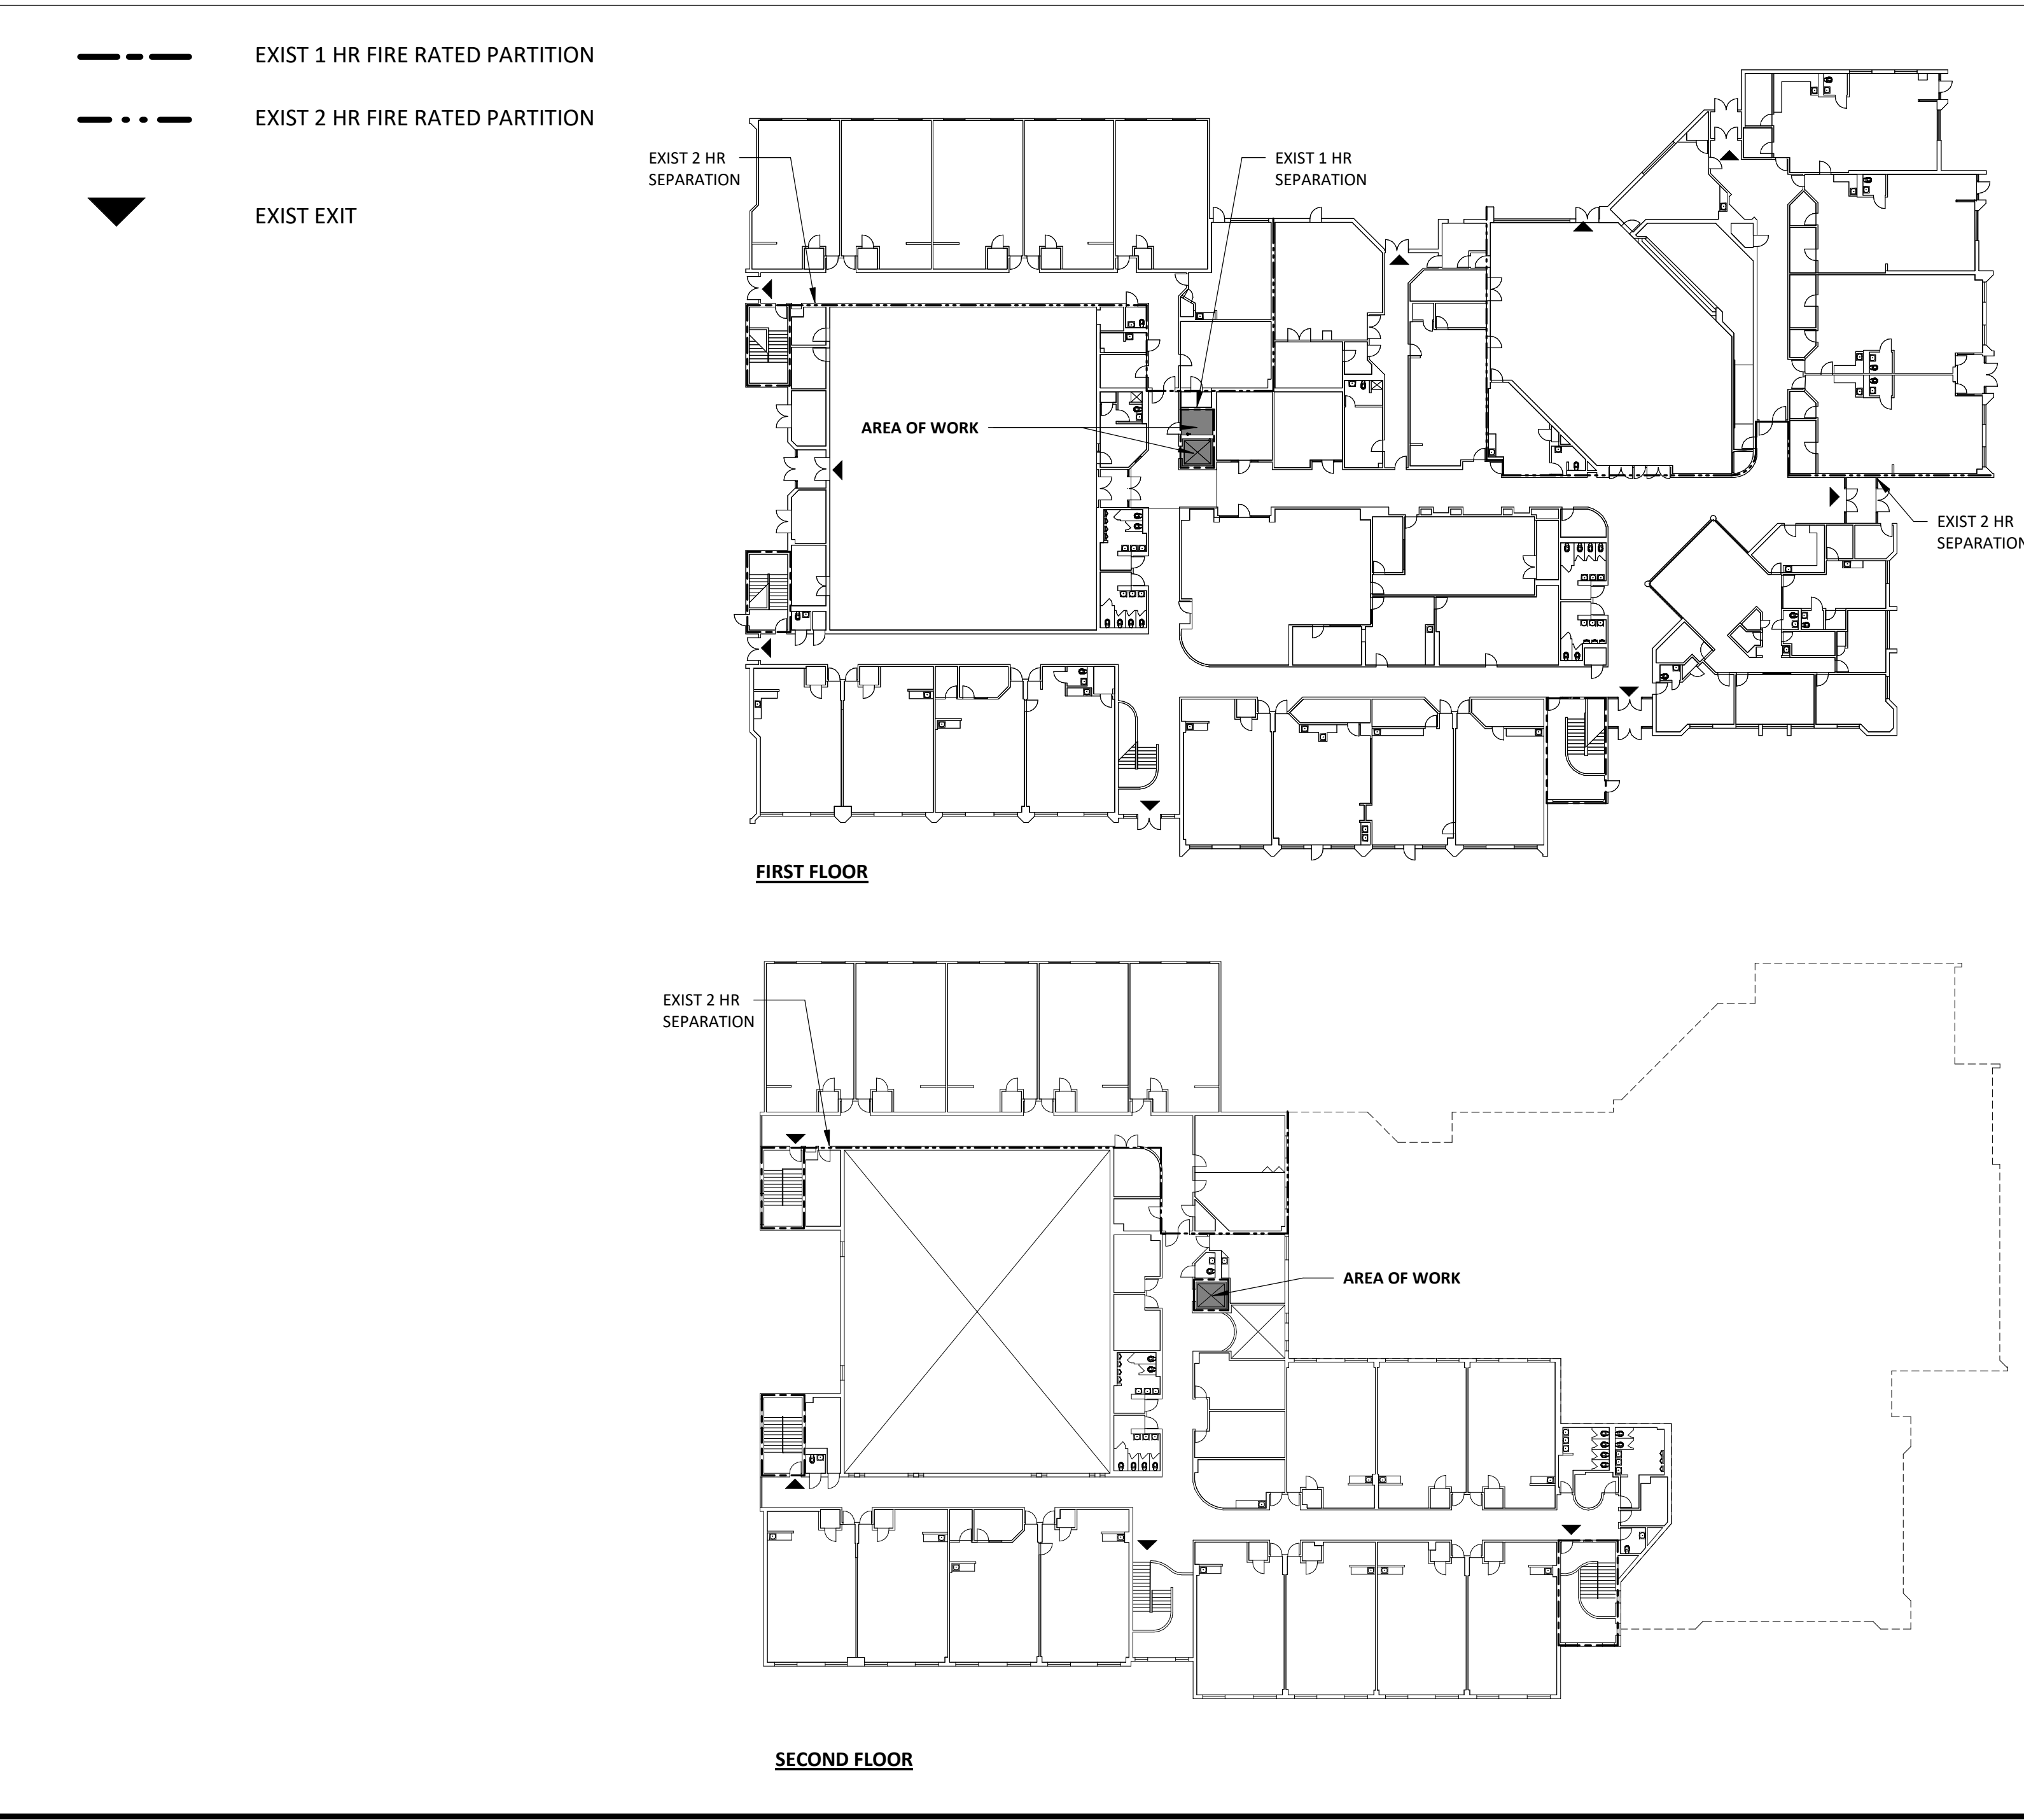 EXIST 1 HR FIRE RATED PARTITION
EXIST 2 HR FIRE RATED PARTITION
EXIST EXIT
EXIST 2 HR
SEPARATION
EXIST 1 HR
SEPARATION
AREA OF WORK
EXIST 2 HR
SEPARATION
FIRST FLOOR
EXIST 2 HR
SEPARATION
AREA OF WORK
SECOND FLOOR